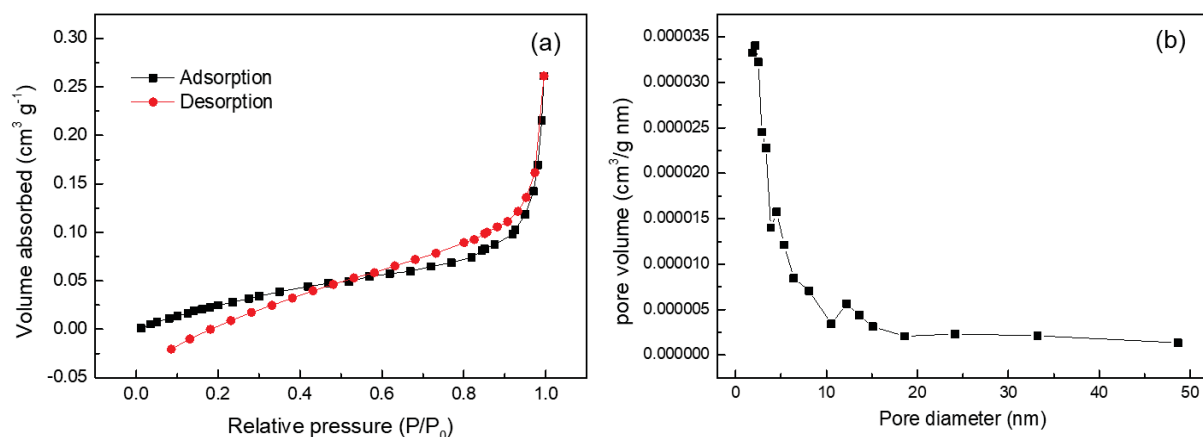 (a)
0.30
0.25
0.20
0.15
0.10
0.05
0.00
-0.05
Volume absorbed (cm³ g⁻¹)
Adsorption
Desorption
0.0 0.2 0.4 0.6 0.8 1.0
Relative pressure (P/P₀)
(b)
0.000035
0.000030
0.000025
0.000020
0.000015
0.000010
0.000005
0.000000
pore volume (cm³/g nm)
0 10 20 30 40 50
Pore diameter (nm)